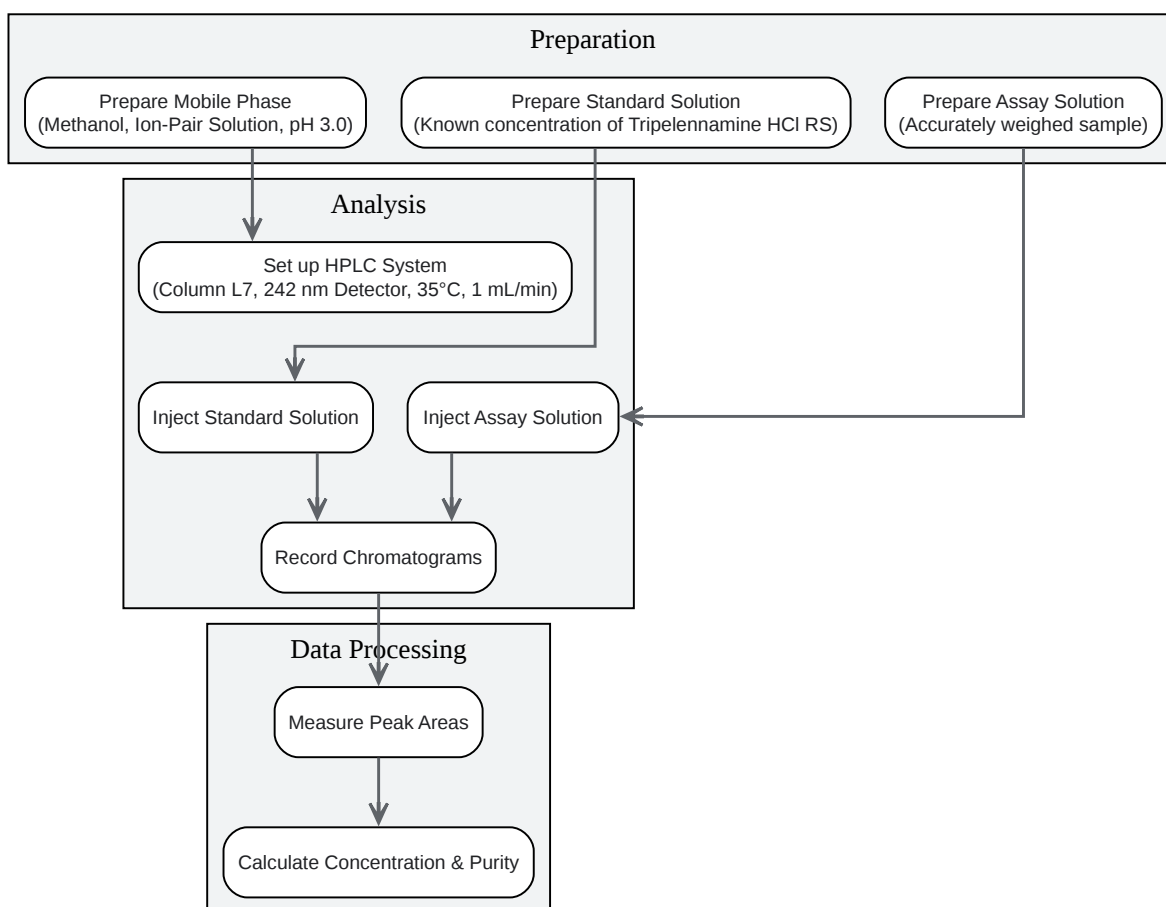 Preparation
Prepare Mobile Phase
(Methanol, Ion-Pair Solution, pH 3.0)
Prepare Standard Solution
(Known concentration of Tripelennamine HCl RS)
Prepare Assay Solution
(Accurately weighed sample)
Analysis
Set up HPLC System
(Column L7, 242 nm Detector, 35°C, 1 mL/min)
Inject Standard Solution
Inject Assay Solution
Record Chromatograms
Data Processing
Measure Peak Areas
Calculate Concentration & Purity